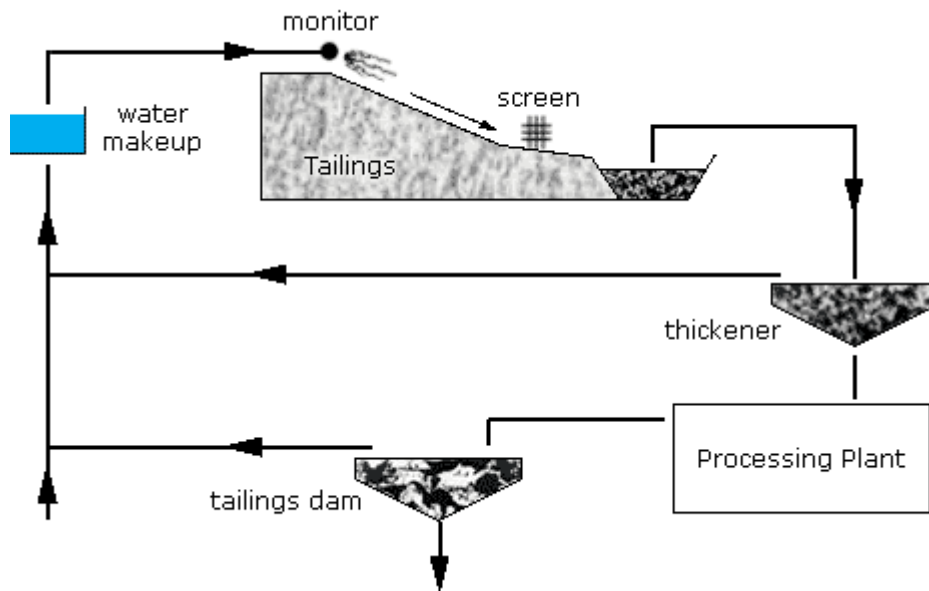 monitor
water
makeup
screen
Tailings
thickener
Processing Plant
tailings dam